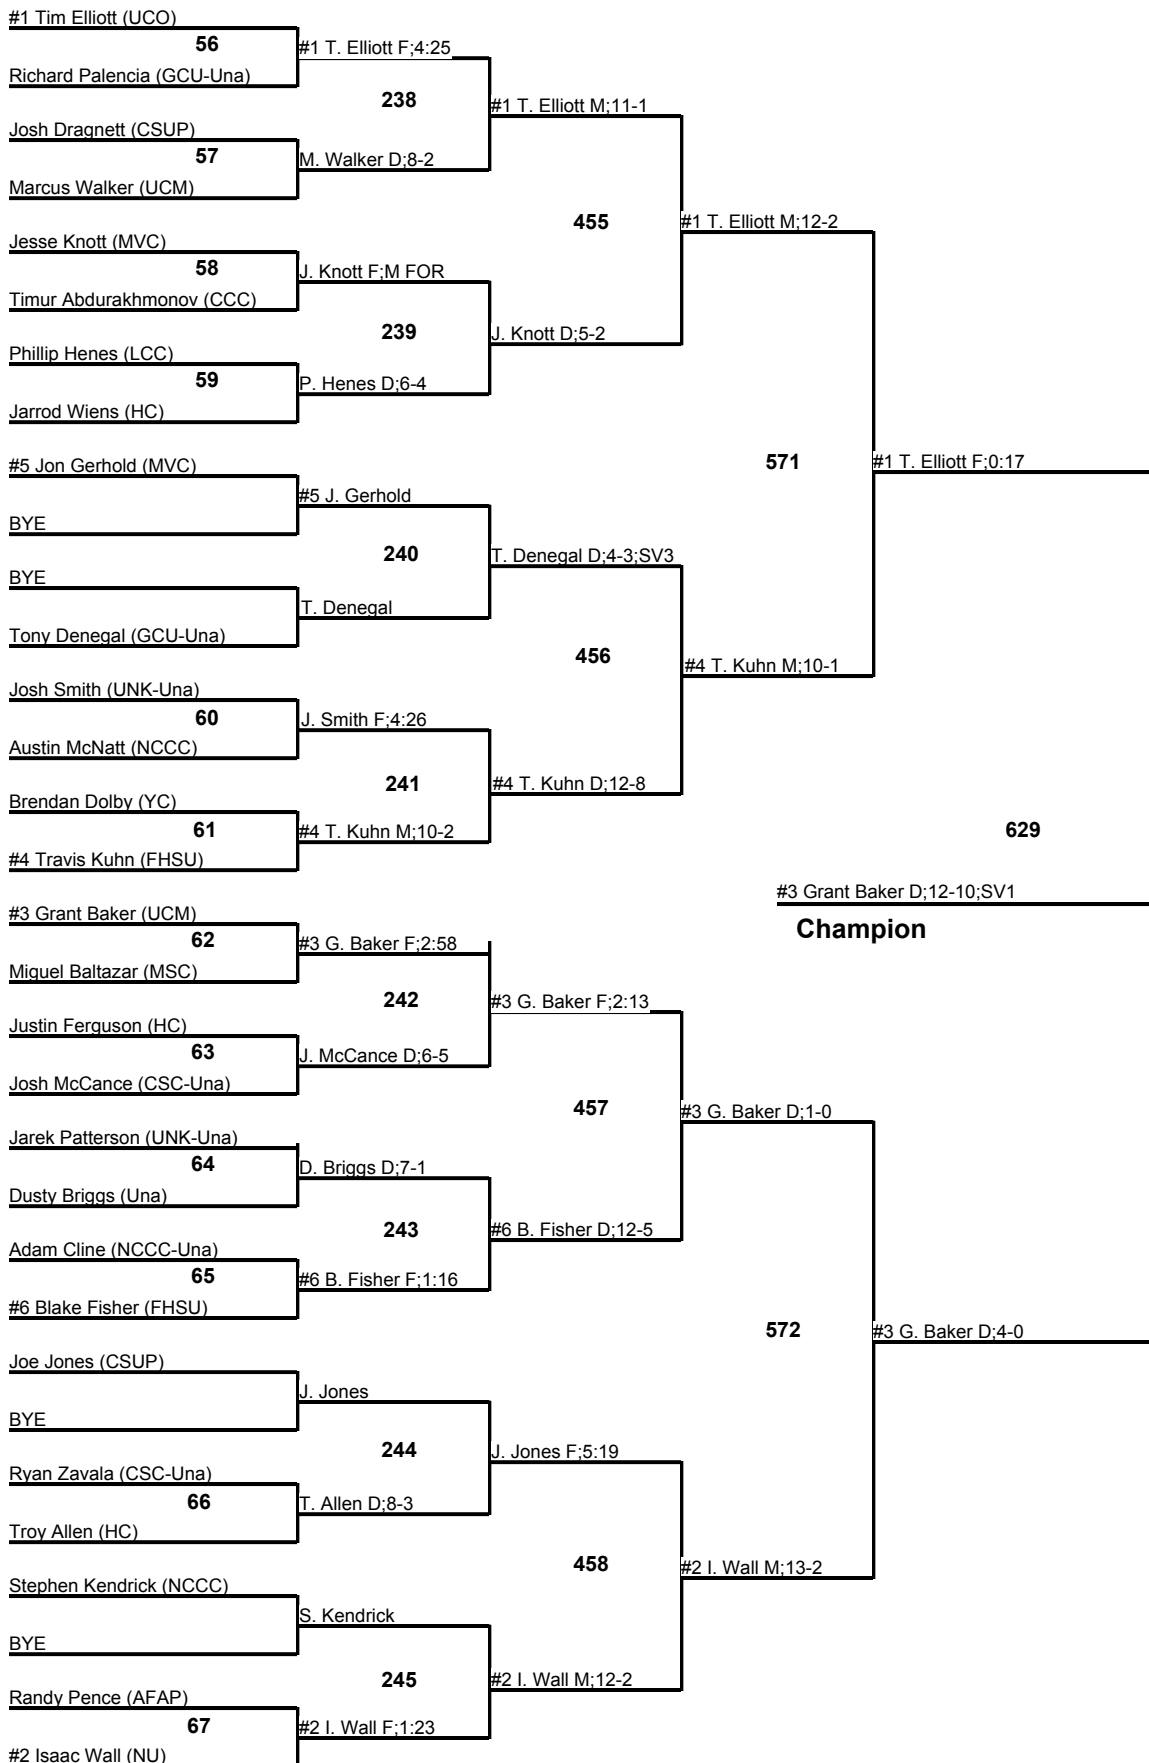 #1 Tim Elliott (UCO)
56
#1 T. Elliott F;4:25
Richard Palencia (GCU-Una)
238
#1 T. Elliott M;11-1
Josh Dragnett (CSUP)
57
M. Walker D;8-2
Marcus Walker (UCM)
455
#1 T. Elliott M;12-2
Jesse Knott (MVC)
58
J. Knott F;M FOR
Timur Abdurakhmonov (CCC)
239
J. Knott D;5-2
Phillip Henes (LCC)
59
P. Henes D;6-4
Jarrod Wiens (HC)
571
#1 T. Elliott F;0:17
#5 Jon Gerhold (MVC)
#5 J. Gerhold
BYE
240
T. Denegal D;4-3;SV3
BYE
T. Denegal
Tony Denegal (GCU-Una)
456
#4 T. Kuhn M;10-1
Josh Smith (UNK-Una)
60
J. Smith F;4:26
Austin McNatt (NCCC)
241
#4 T. Kuhn D;12-8
Brendan Dolby (YC)
61
#4 T. Kuhn M;10-2
#4 Travis Kuhn (FHSU)
629
#3 Grant Baker D;12-10;SV1
Champion
#3 Grant Baker (UCM)
62
#3 G. Baker F;2:58
Miguel Baltazar (MSC)
242
#3 G. Baker F;2:13
Justin Ferguson (HC)
63
J. McCance D;6-5
Josh McCance (CSC-Una)
457
#3 G. Baker D;1-0
Jarek Patterson (UNK-Una)
64
D. Briggs D;7-1
Dusty Briggs (Una)
243
#6 B. Fisher D;12-5
Adam Cline (NCCC-Una)
65
#6 B. Fisher F;1:16
#6 Blake Fisher (FHSU)
572
#3 G. Baker D;4-0
Joe Jones (CSUP)
J. Jones
BYE
244
J. Jones F;5:19
Ryan Zavala (CSC-Una)
66
T. Allen D;8-3
Troy Allen (HC)
458
#2 I. Wall M;13-2
Stephen Kendrick (NCCC)
S. Kendrick
BYE
245
#2 I. Wall M;12-2
Randy Pence (AFAP)
67
#2 I. Wall F;1:23
#2 Isaac Wall (NU)